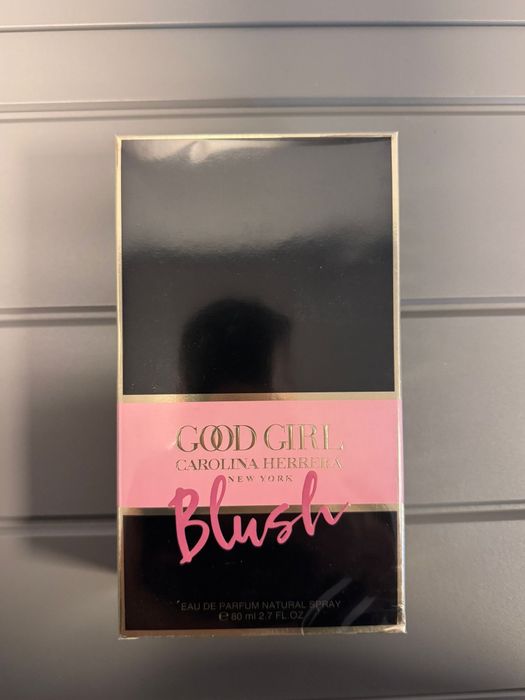 GOOD GIRL
CAROLINA HERRERA
NEW YORK
Blush
EAU DE PARFUM NATURAL SPRAY
℮ 80 ml 2.7 FL OZ